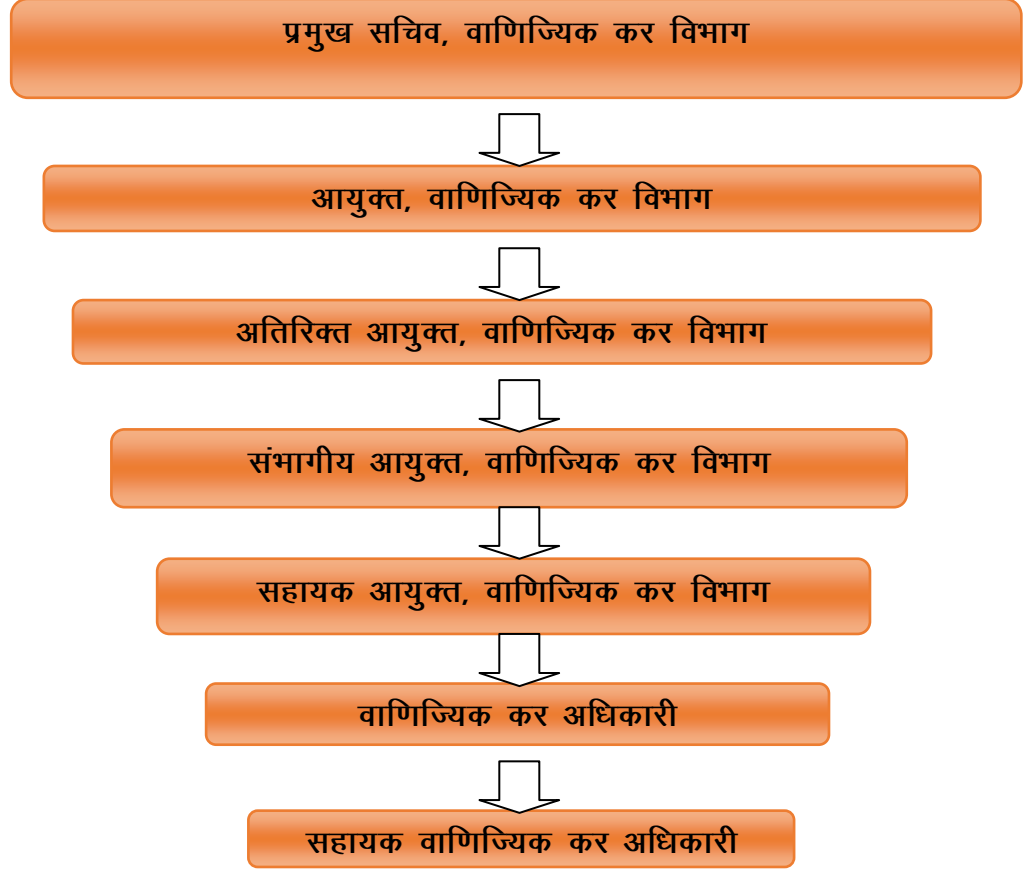 प्रमुख सचिव, वाणिज्यिक कर विभाग
आयुक्त, वाणिज्यिक कर विभाग
अतिरिक्त आयुक्त, वाणिज्यिक कर विभाग
संभागीय आयुक्त, वाणिज्यिक कर विभाग
सहायक आयुक्त, वाणिज्यिक कर विभाग
वाणिज्यिक कर अधिकारी
सहायक वाणिज्यिक कर अधिकारी